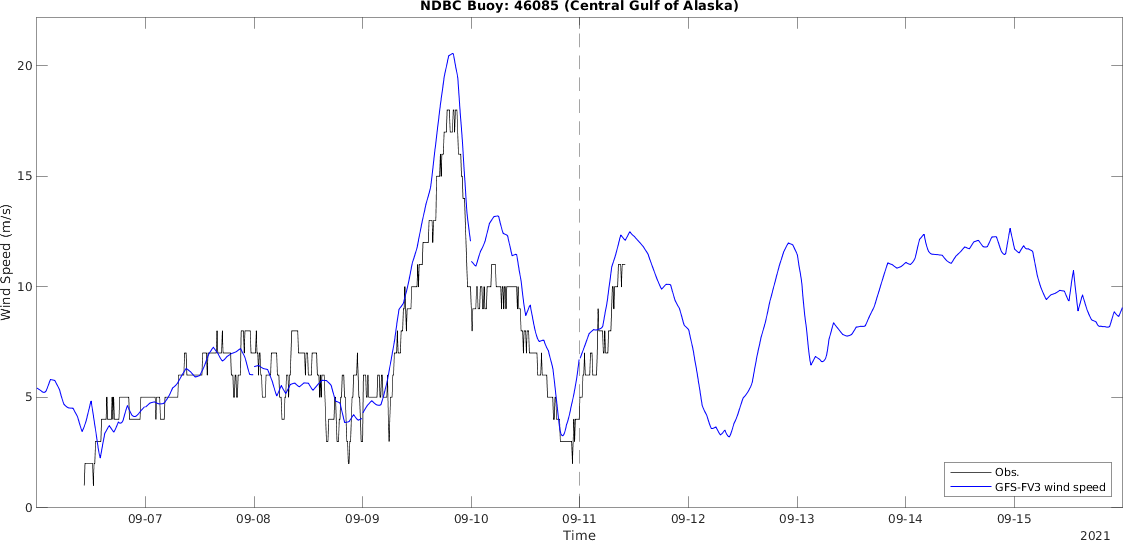 NDBC Buoy: 46085 (Central Gulf of Alaska)
Wind Speed (m/s)
20
15
10
5
0
09-07 09-08 09-09 09-10 09-11 09-12 09-13 09-14 09-15
Time
2021
Obs.
GFS-FV3 wind speed